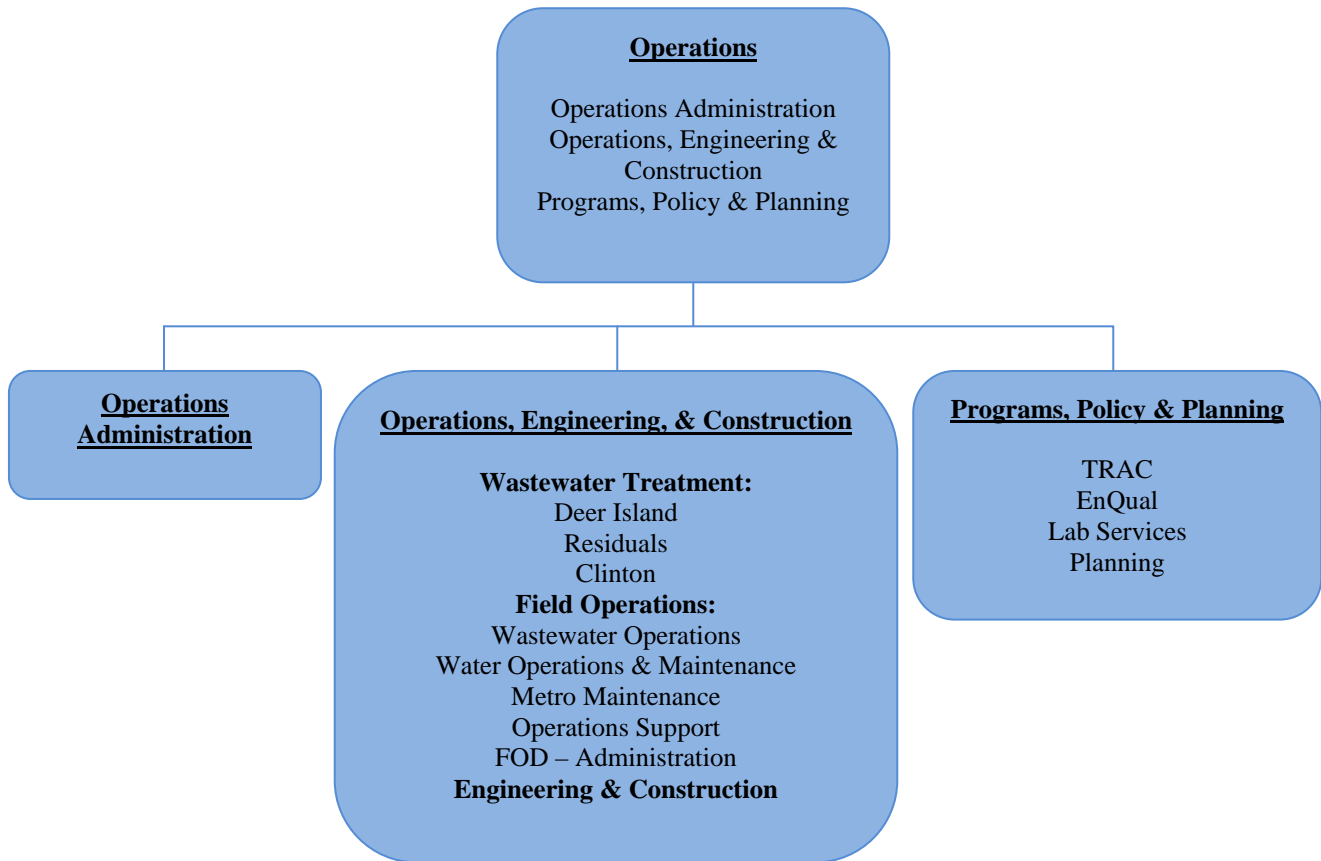 Operations
Operations Administration
Operations, Engineering &
Construction
Programs, Policy & Planning
Operations
Administration
Operations, Engineering, & Construction
Wastewater Treatment:
Deer Island
Residuals
Clinton
Field Operations:
Wastewater Operations
Water Operations & Maintenance
Metro Maintenance
Operations Support
FOD – Administration
Engineering & Construction
Programs, Policy & Planning
TRAC
EnQual
Lab Services
Planning